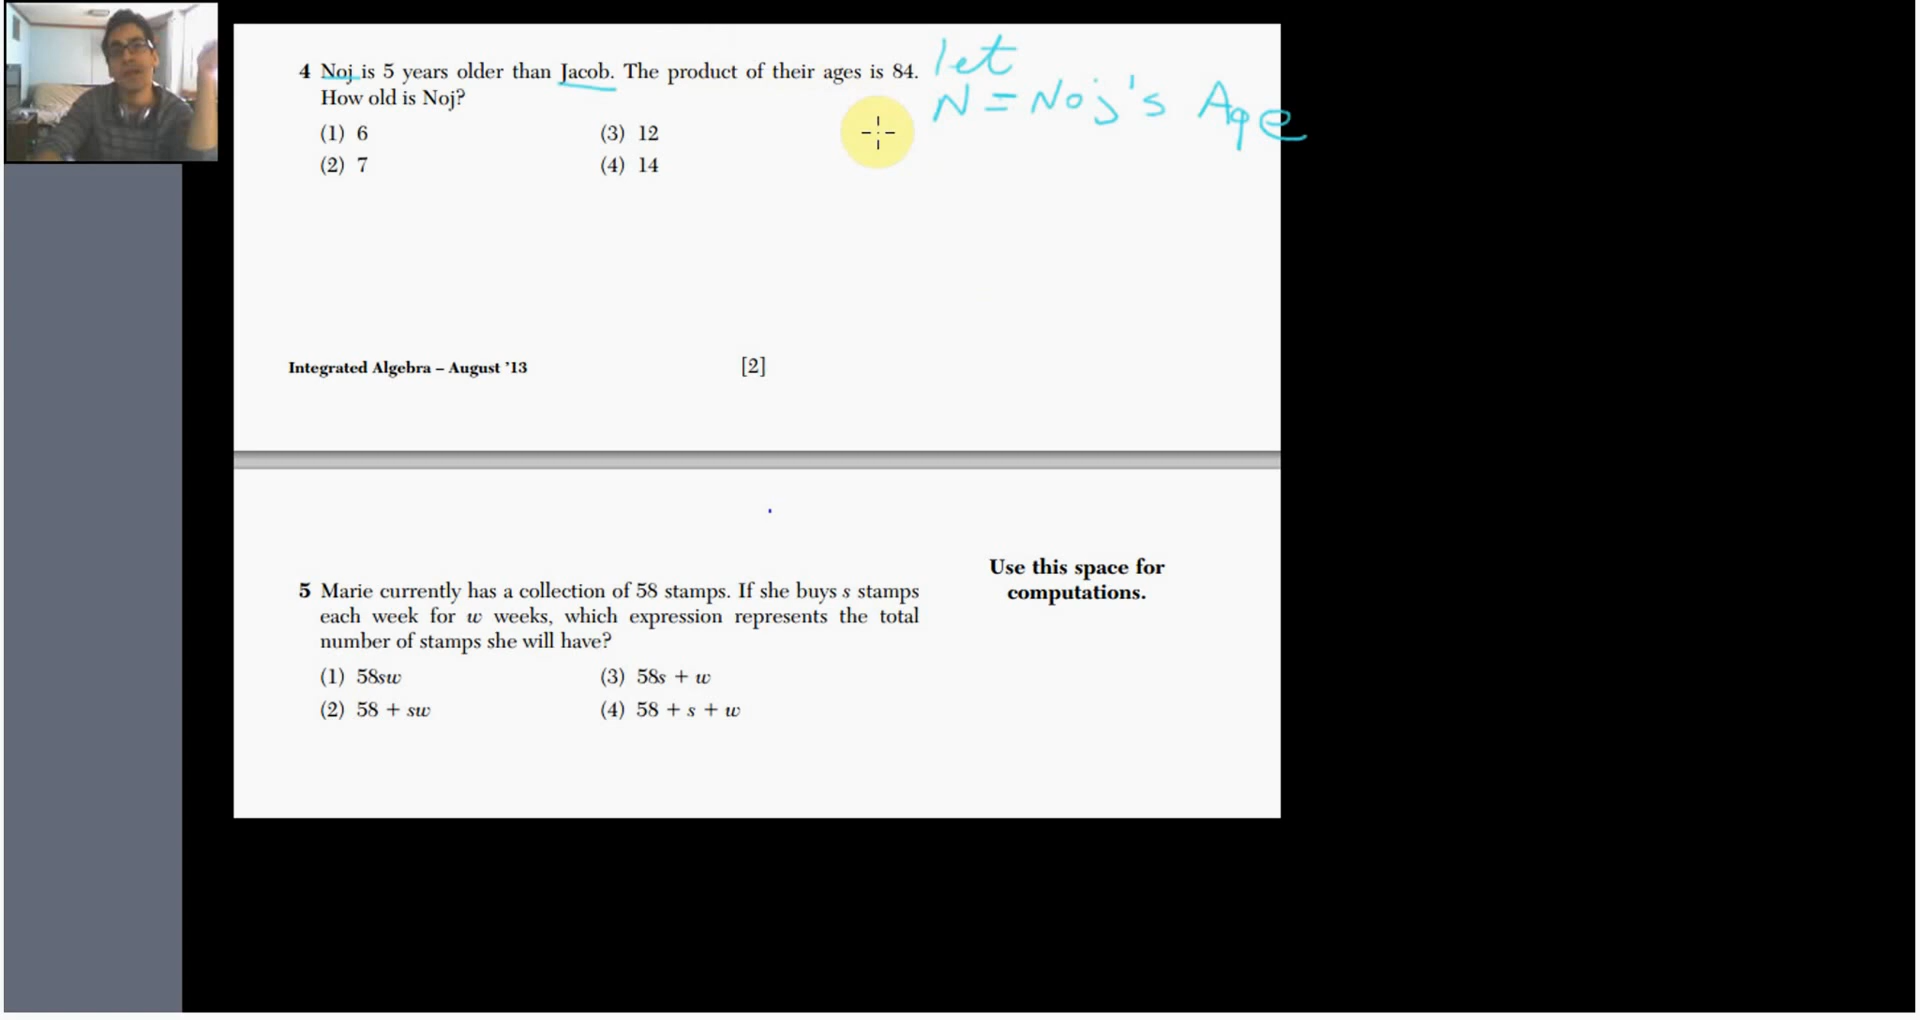 4 Noj is 5 years older than Jacob. The product of their ages is 84.
How old is Noj?
(1) 6
(3) 12
(2) 7
(4) 14
let
N = Noj's Age
Integrated Algebra – August ’13
[2]
Use this space for
computations.
5 Marie currently has a collection of 58 stamps. If she buys s stamps
each week for w weeks, which expression represents the total
number of stamps she will have?
(1) 58sw
(3) 58s + w
(2) 58 + sw
(4) 58 + s + w